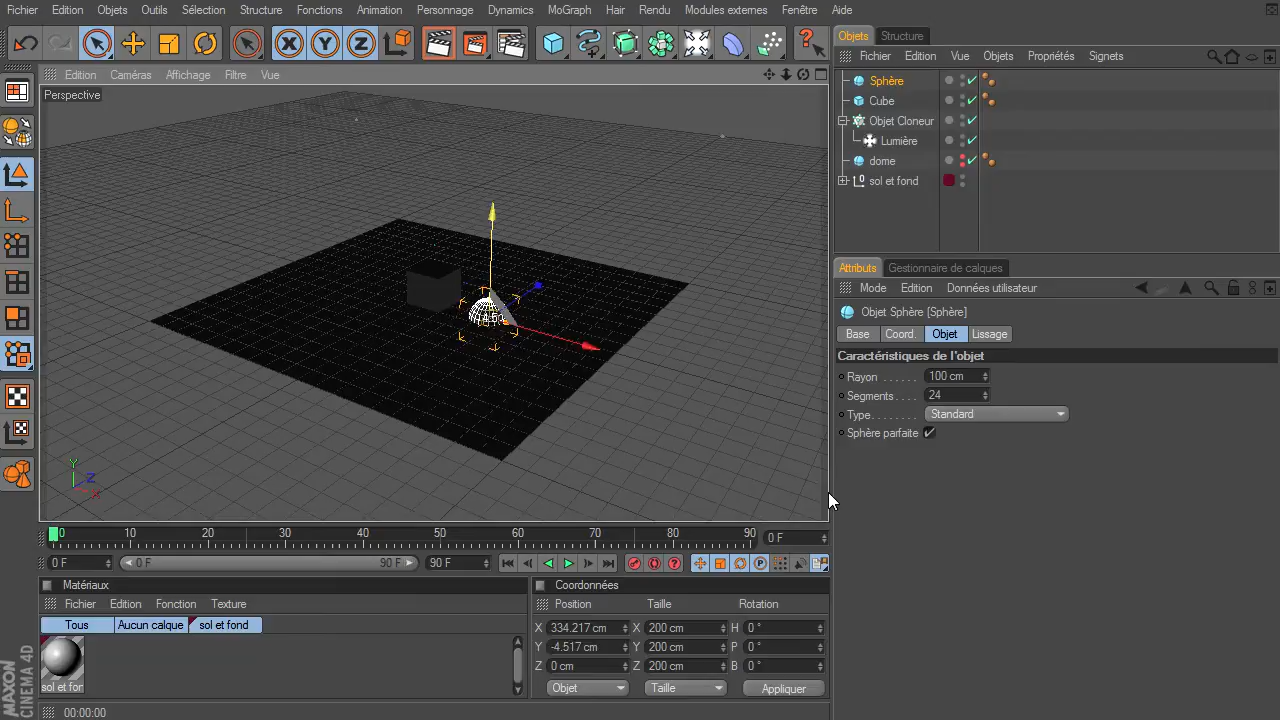 Fichier Edition Objets Outils Sélection Structure Fonctions Animation Personnage Dynamics MoGraph Hair Rendu Modules externes Fenêtre Aide
Objets Structure
Fichier Edition Vue Objets Propriétés Signets
Edition Caméras Affichage Filtre Vue
Perspective
Sphère
Cube
Objet Cloneur
Lumière
dome
sol et fond
Attributs Gestionnaire de calques
Mode Edition Données utilisateur
Objet Sphère [Sphère]
Base Coord. Objet Lissage
Caractéristiques de l'objet
Rayon . . . . . . 100 cm
Segments . . . . 24
Type. . . . . . . . Standard
Sphère parfaite
Y
Z
X
0 10 20 30 40 50 60 70 80 90 0 F
0 F 0 F 90 F 90 F
Matériaux
Fichier Edition Fonction Texture
Tous Aucun calque sol et fond
sol et for
Coordonnées
Position Taille Rotation
X 334.217 cm X 200 cm H 0 °
Y -4.517 cm Y 200 cm P 0 °
Z 0 cm Z 200 cm B 0 °
Objet Taille Appliquer
MAXON
CINEMA 4D
00:00:00